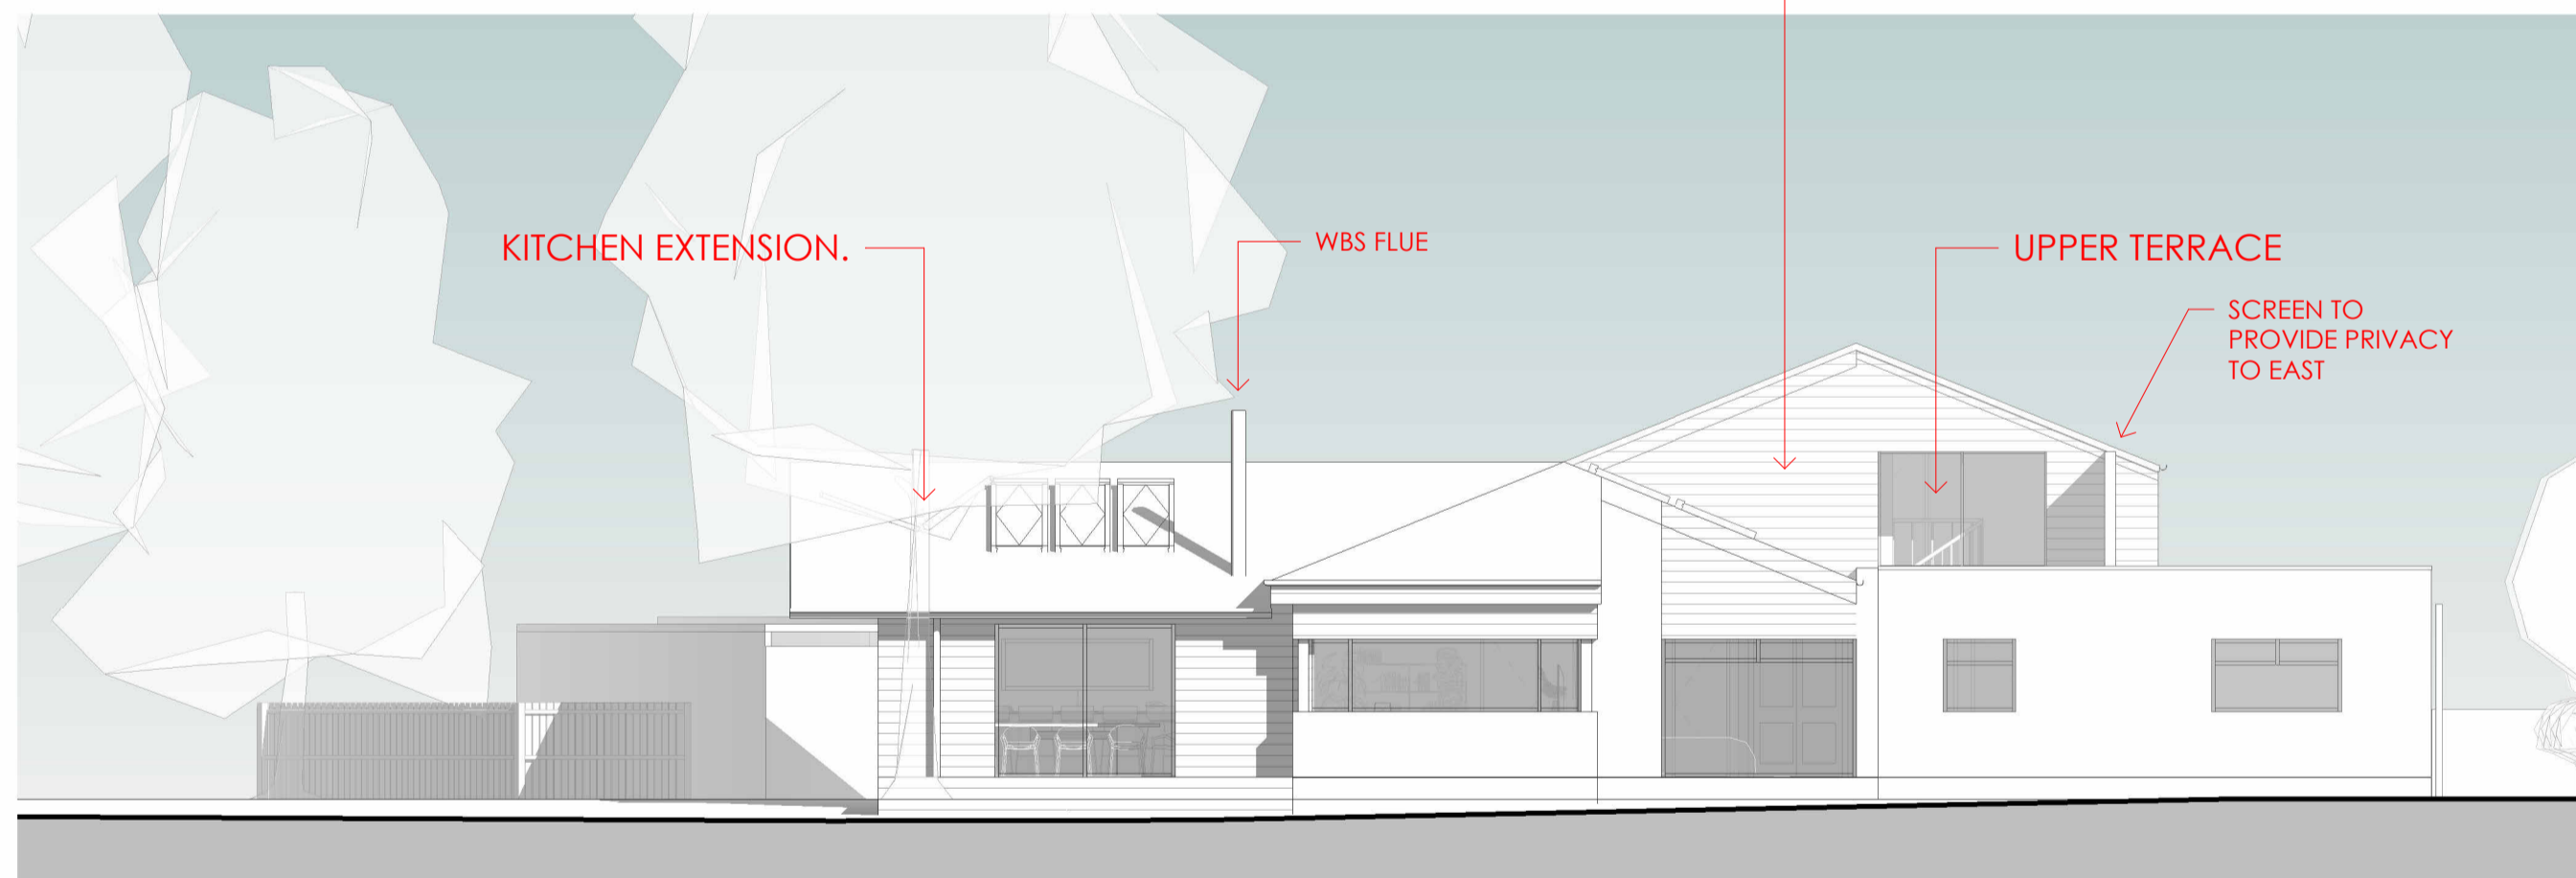 KITCHEN EXTENSION.
WBS FLUE
UPPER TERRACE
SCREEN TO
PROVIDE PRIVACY
TO EAST